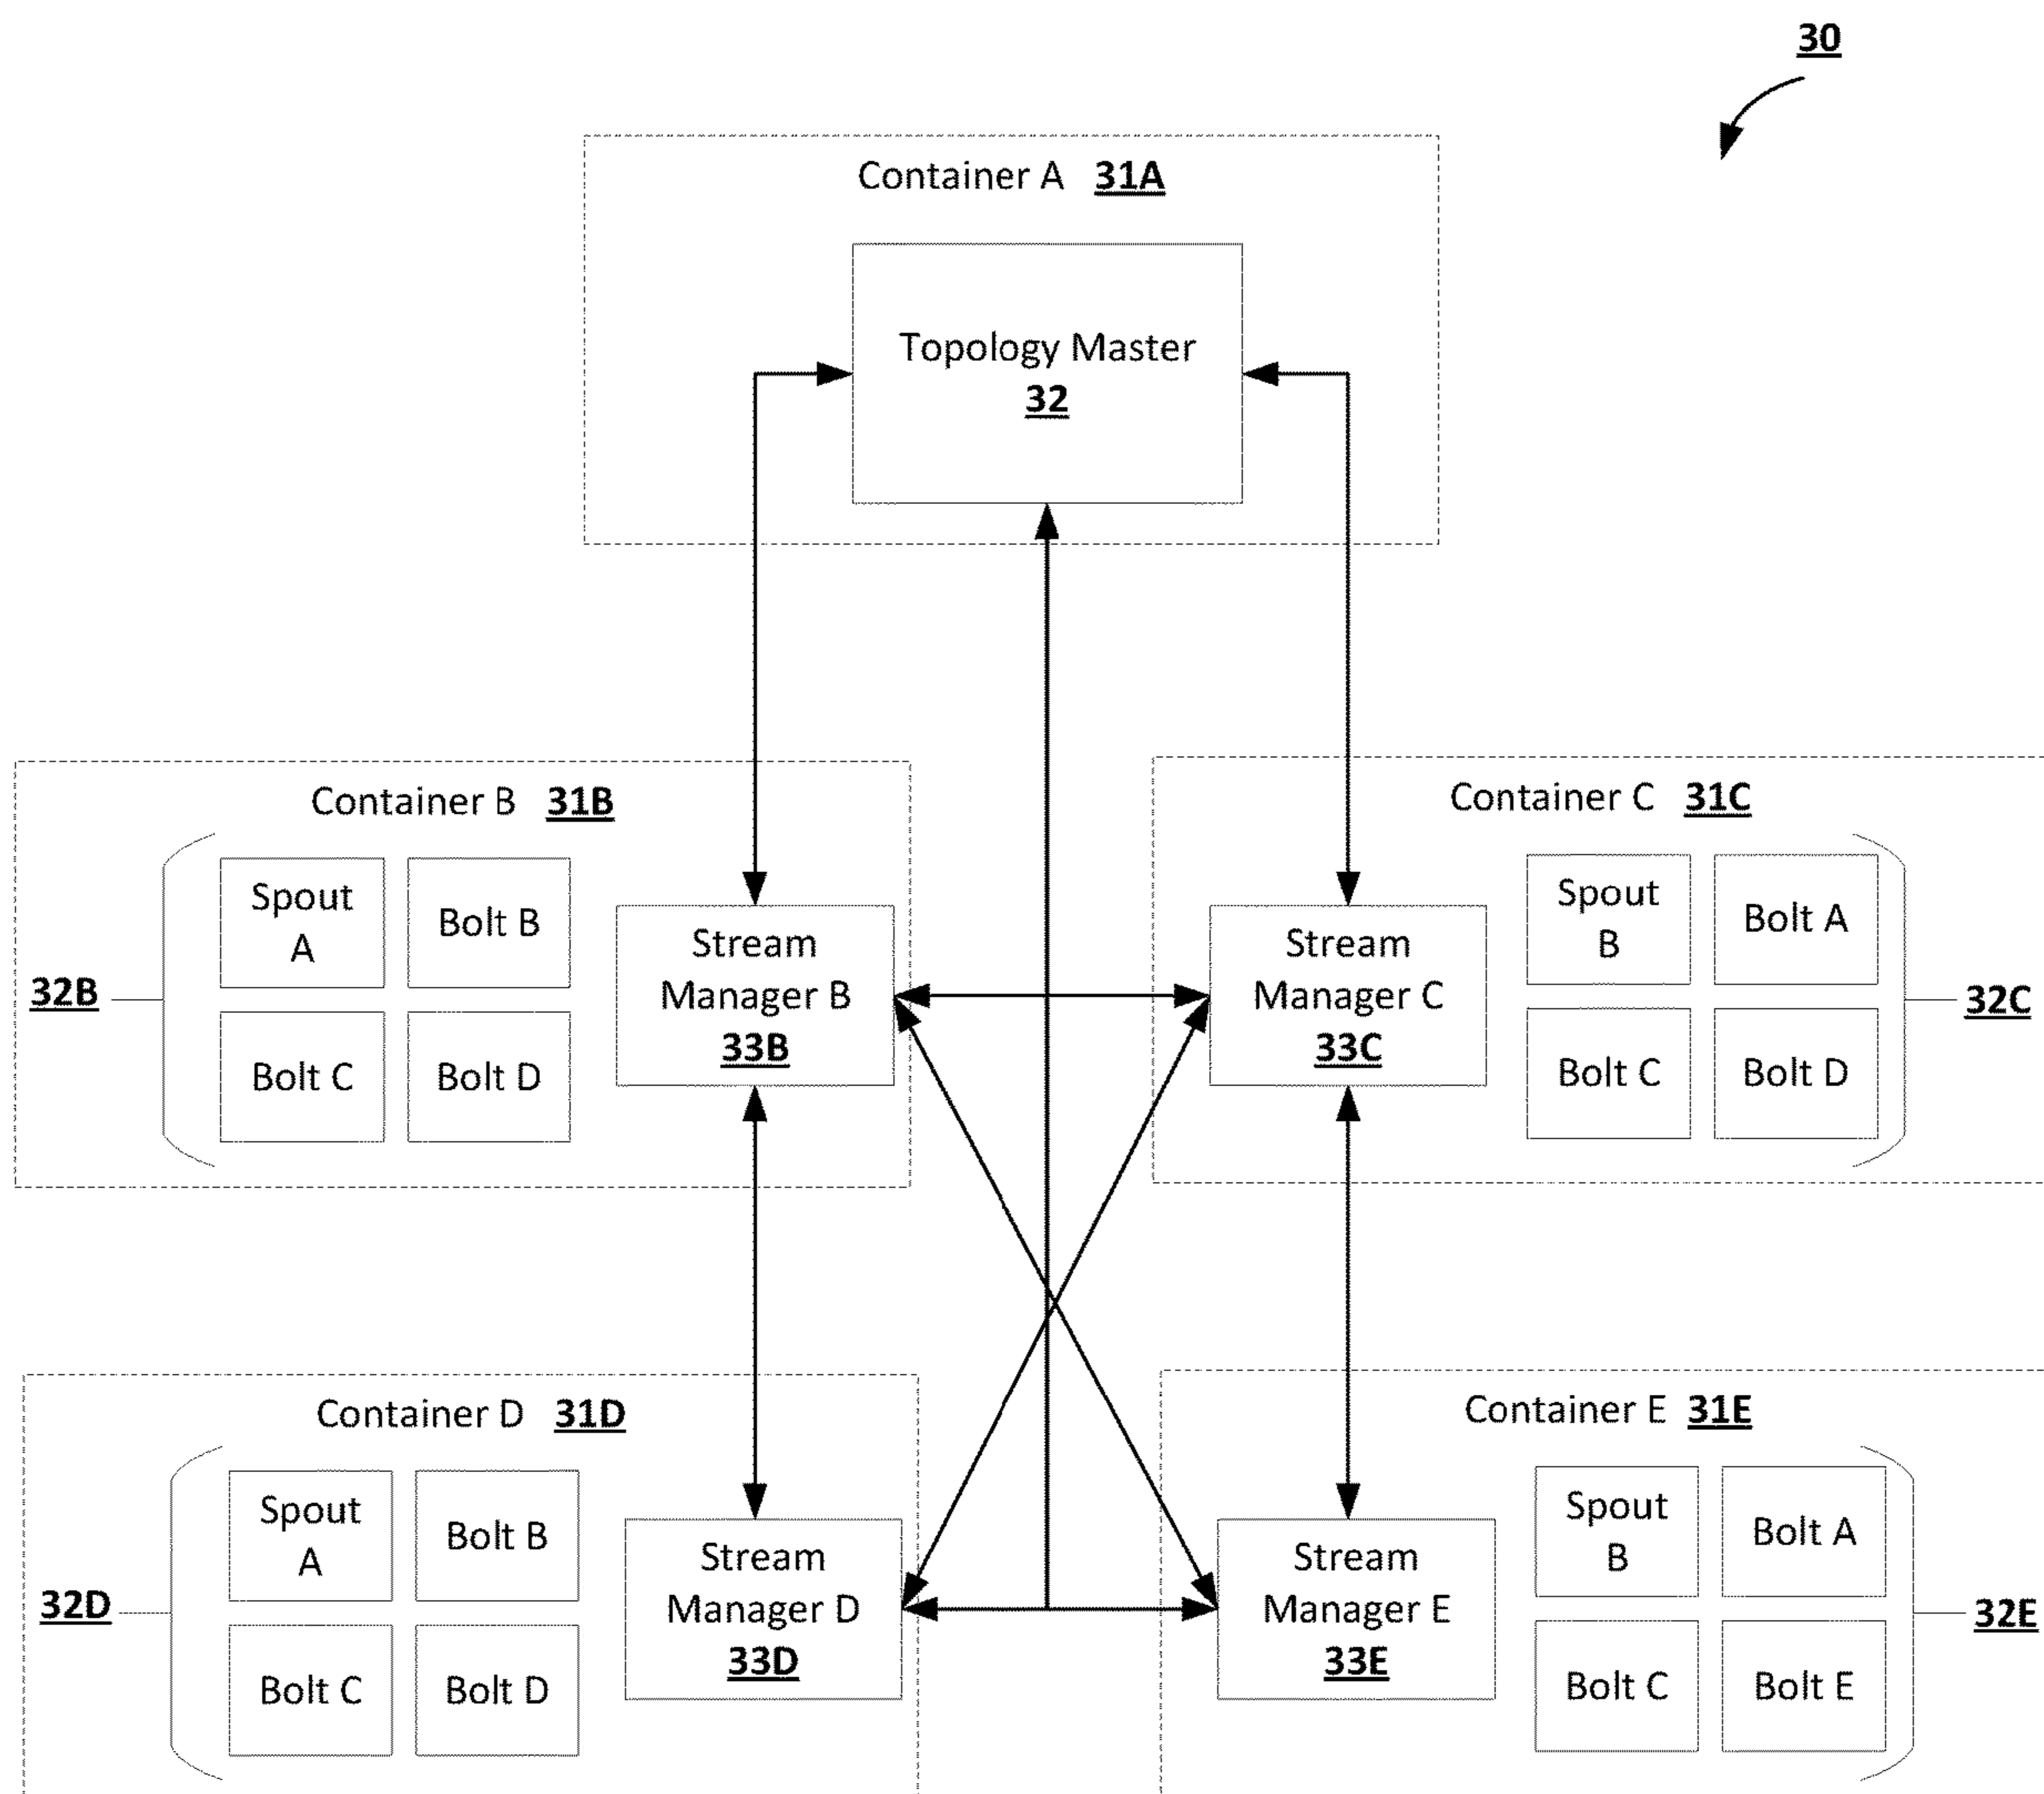 30
Container A 31A
Topology Master
32
Container B 31B
Spout
A
Bolt B
Bolt C
Bolt D
32B
Stream
Manager B
33B
Container C 31C
Stream
Manager C
33C
Spout
B
Bolt A
Bolt C
Bolt D
32C
Container D 31D
Spout
A
Bolt B
Bolt C
Bolt D
32D
Stream
Manager D
33D
Container E 31E
Stream
Manager E
33E
Spout
B
Bolt A
Bolt C
Bolt E
32E